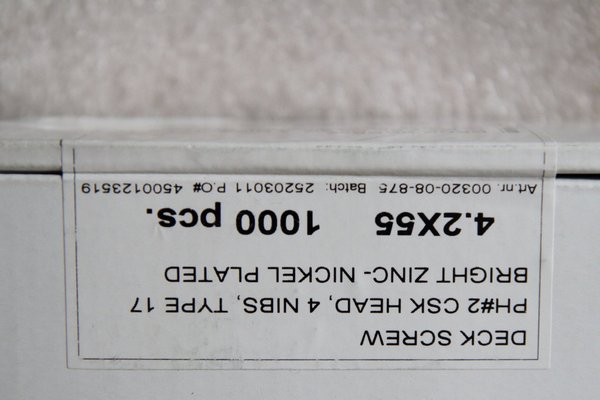 DECK SCREW
PH#2 CSK HEAD, 4 NIBS, TYPE 17
BRIGHT ZINC- NICKEL PLATED
4.2X55 1000 pcs.
Art.nr. 00320-08-875 Batch: 25203011 P.O# 4500123519